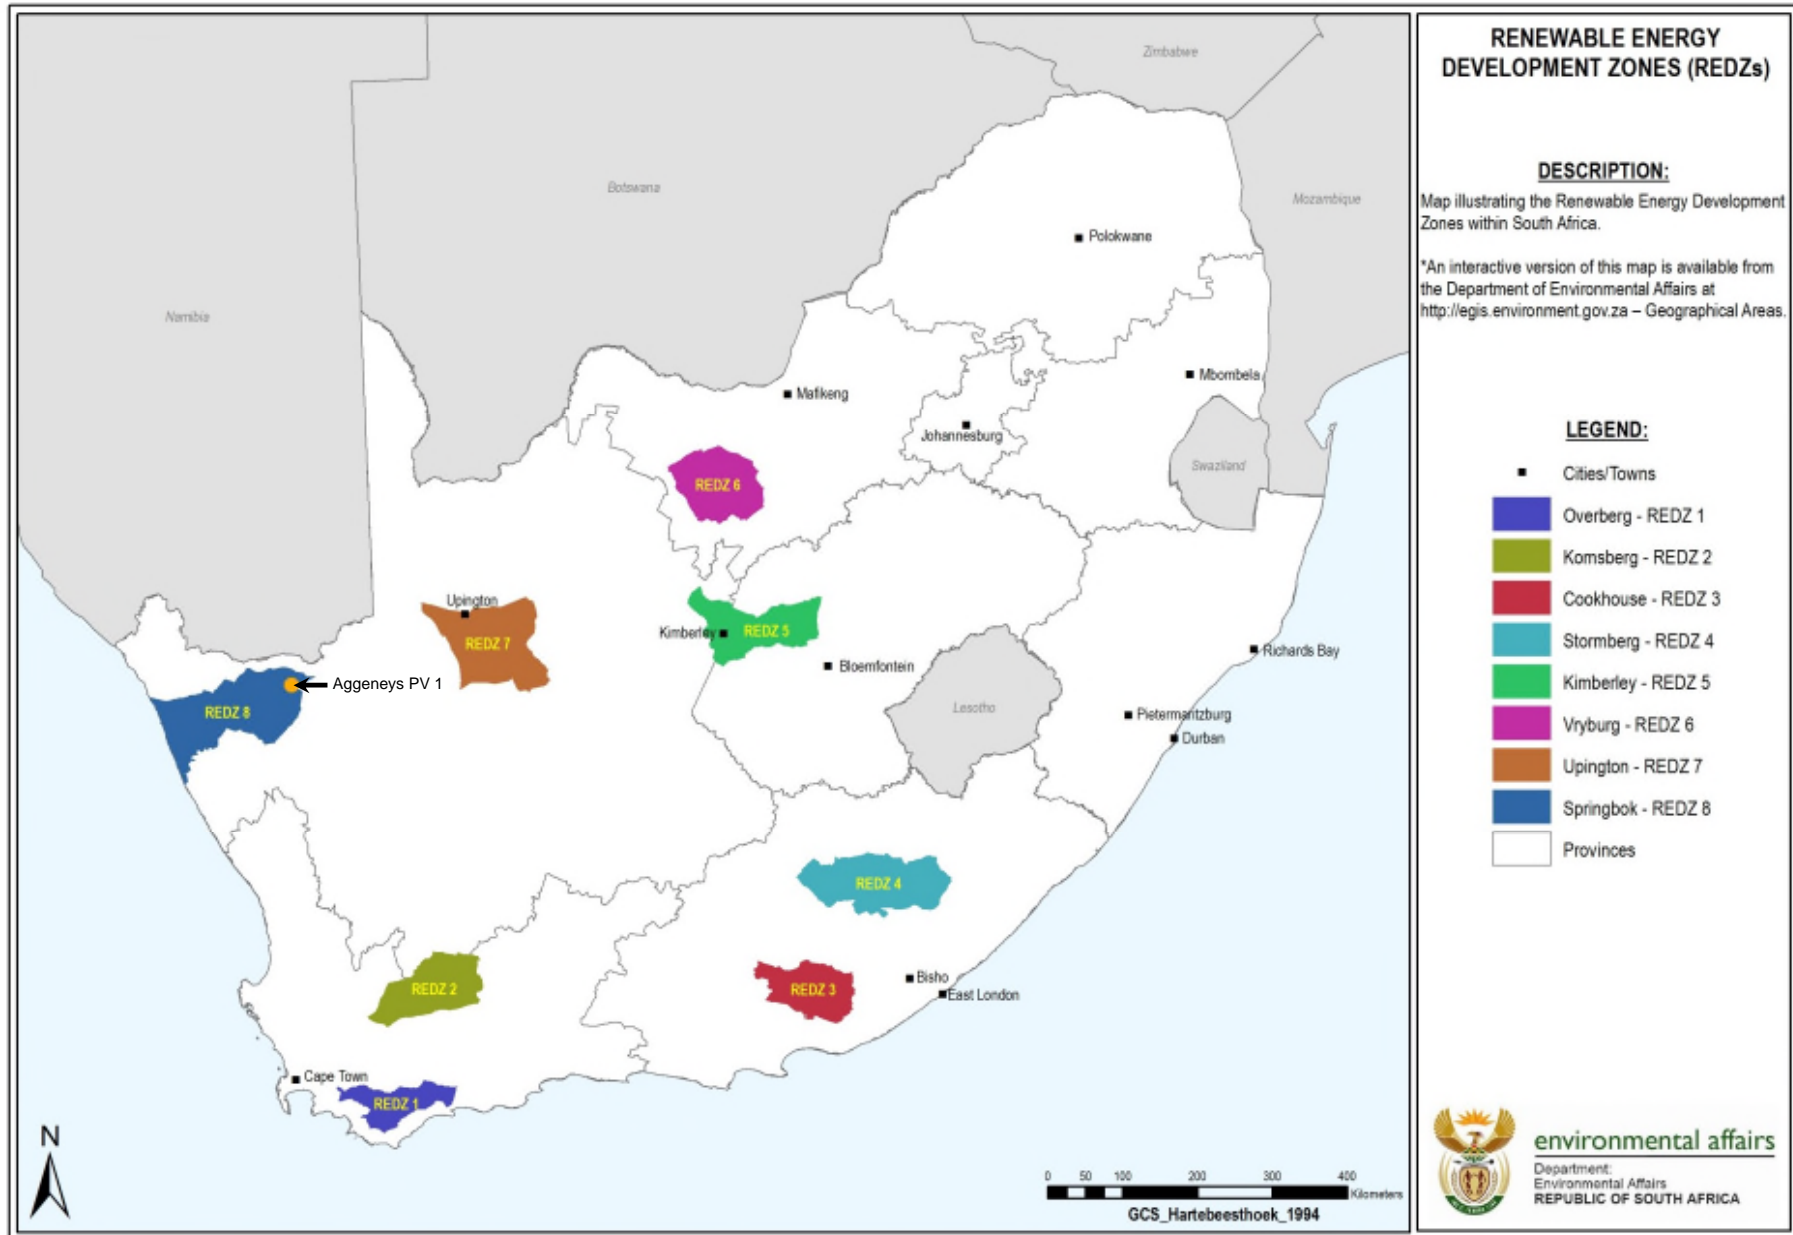 Zimbabwe
Botswana
Mozambique
Namibia
Polokwane
Mafikeng
Mbombela
Johannesburg
Swaziland
REDZ 6
Upington
REDZ 7
Kimberley
REDZ 5
Bloemfontein
Richards Bay
Aggeneys PV 1
REDZ 8
Lesotho
Pietermaritzburg
Durban
REDZ 4
REDZ 2
REDZ 3
Bisho
East London
Cape Town
REDZ 1
N
0 50 100 200 300 400
Kilometers
GCS_Hartebeesthoek_1994
RENEWABLE ENERGY
DEVELOPMENT ZONES (REDZs)
DESCRIPTION:
Map illustrating the Renewable Energy Development
Zones within South Africa.
*An interactive version of this map is available from
the Department of Environmental Affairs at
http://egis.environment.gov.za – Geographical Areas.
LEGEND:
Cities/Towns
Overberg - REDZ 1
Komsberg - REDZ 2
Cookhouse - REDZ 3
Stormberg - REDZ 4
Kimberley - REDZ 5
Vryburg - REDZ 6
Upington - REDZ 7
Springbok - REDZ 8
Provinces
environmental affairs
Department:
Environmental Affairs
REPUBLIC OF SOUTH AFRICA